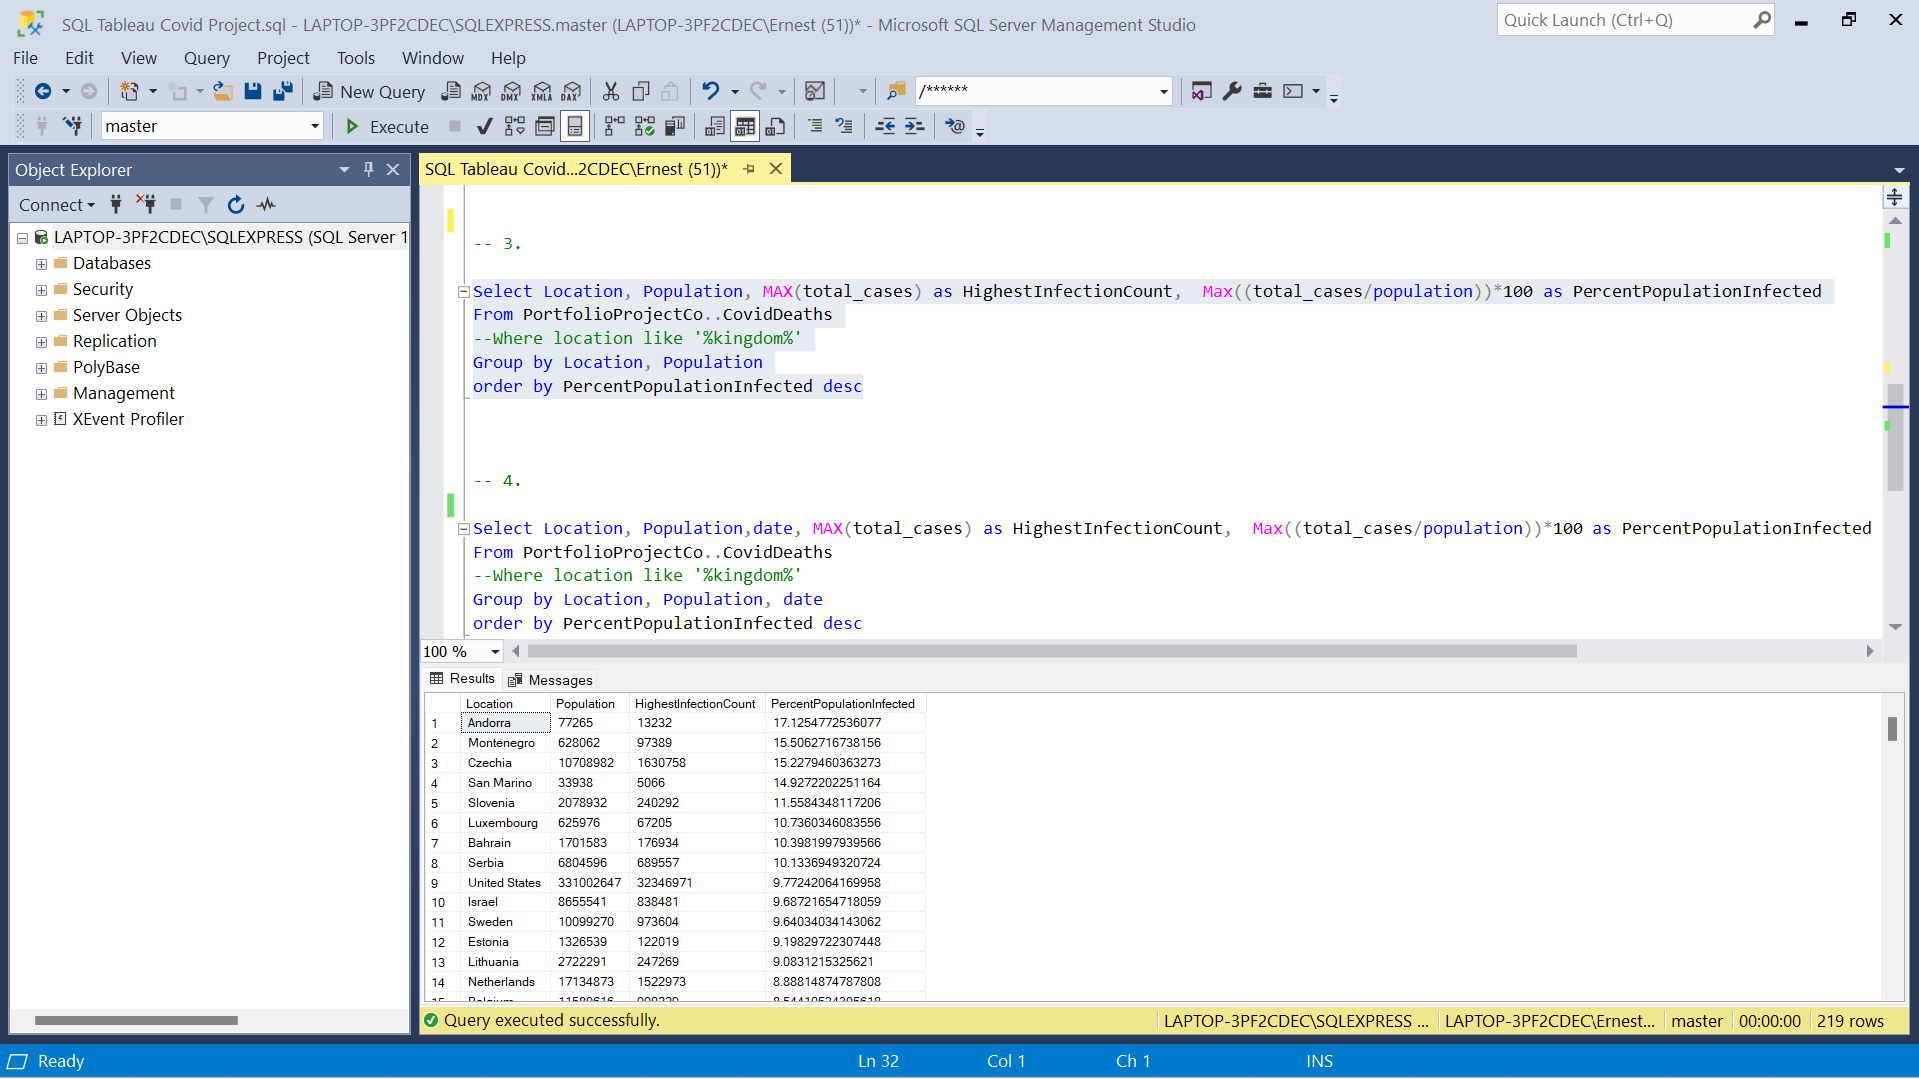 SQL Tableau Covid Project.sql - LAPTOP-3PF2CDEC\SQLEXPRESS.master (LAPTOP-3PF2CDEC\Ernest (51))* - Microsoft SQL Server Management Studio
Quick Launch (Ctrl+Q)
File Edit View Query Project Tools Window Help
New Query MDX DMX XMLA DAX /******
master Execute
Object Explorer
SQL Tableau Covid...2CDEC\Ernest (51))*
Connect
LAPTOP-3PF2CDEC\SQLEXPRESS (SQL Server 1
Databases
Security
Server Objects
Replication
PolyBase
Management
XEvent Profiler
-- 3.
Select Location, Population, MAX(total_cases) as HighestInfectionCount,  Max((total_cases/population))*100 as PercentPopulationInfected
From PortfolioProjectCo..CovidDeaths
--Where location like '%kingdom%'
Group by Location, Population
order by PercentPopulationInfected desc
-- 4.
Select Location, Population,date, MAX(total_cases) as HighestInfectionCount,  Max((total_cases/population))*100 as PercentPopulationInfected
From PortfolioProjectCo..CovidDeaths
--Where location like '%kingdom%'
Group by Location, Population, date
order by PercentPopulationInfected desc
100 %
Results Messages
Location Population HighestInfectionCount PercentPopulationInfected
1 Andorra 77265 13232 17.1254772536077
2 Montenegro 628062 97389 15.5062716738156
3 Czechia 10708982 1630758 15.2279460363273
4 San Marino 33938 5066 14.9272202251164
5 Slovenia 2078932 240292 11.5584348117206
6 Luxembourg 625976 67205 10.7360346083556
7 Bahrain 1701583 176934 10.3981997939566
8 Serbia 6804596 689557 10.1336949320724
9 United States 331002647 32346971 9.77242064169958
10 Israel 8655541 838481 9.68721654718059
11 Sweden 10099270 973604 9.64034034143062
12 Estonia 1326539 122019 9.19829722307448
13 Lithuania 2722291 247269 9.0831215325621
14 Netherlands 17134873 1522973 8.88814874787808
15 Belgium
Query executed successfully.
LAPTOP-3PF2CDEC\SQLEXPRESS ... LAPTOP-3PF2CDEC\Ernest... master 00:00:00 219 rows
Ready Ln 32 Col 1 Ch 1 INS